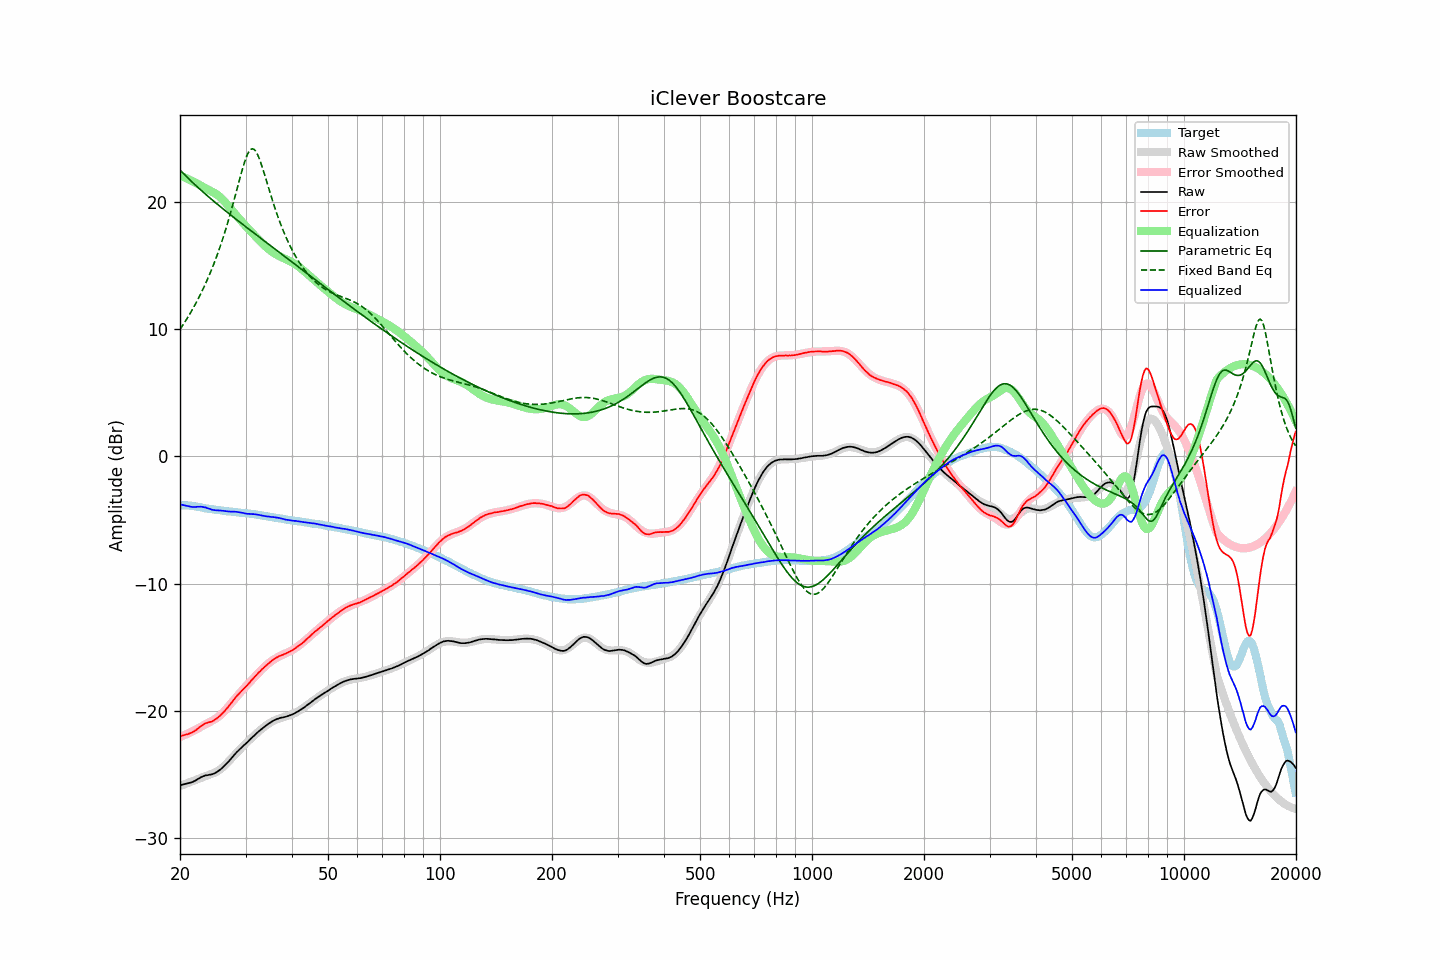 iClever Boostcare
Target
Raw Smoothed
Error Smoothed
Raw
Error
Equalization
Parametric Eq
Fixed Band Eq
Equalized
Amplitude (dBr)
20
10
0
−10
−20
−30
20 50 100 200 500 1000 2000 5000 10000 20000
Frequency (Hz)